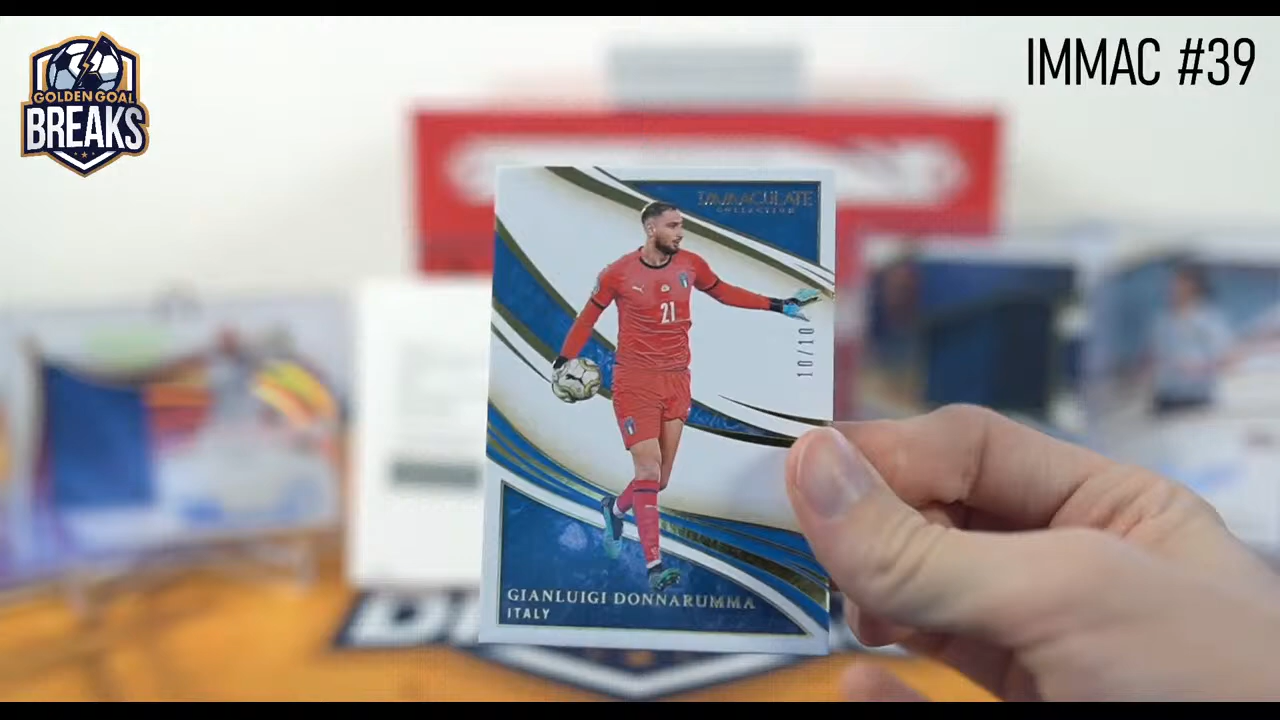 GOLDEN GOAL
BREAKS
IMMAC #39
IMMACULATE
COLLECTION
21
10/10
GIANLUIGI DONNARUMMA
ITALY